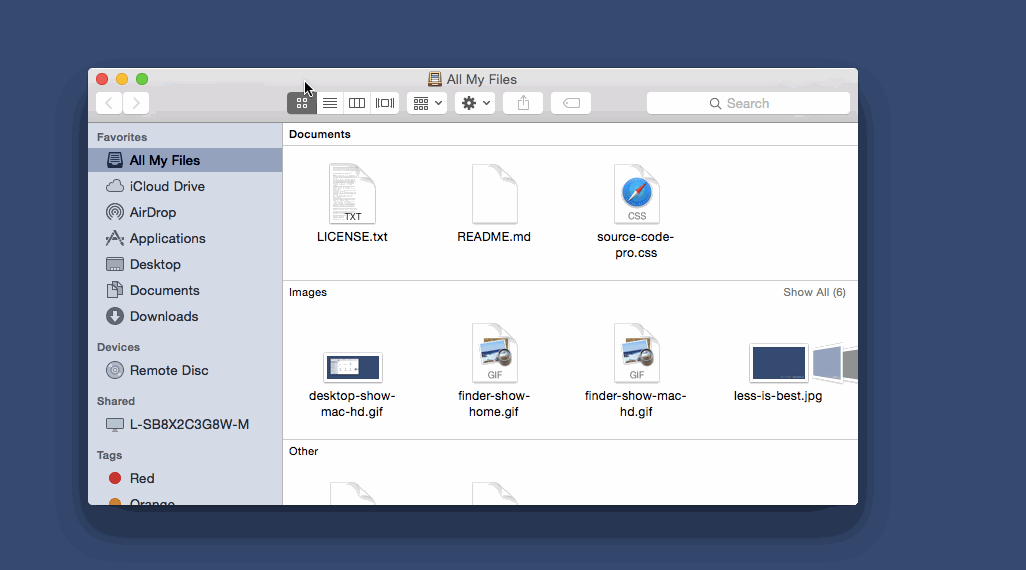 All My Files
Search
Favorites
All My Files
iCloud Drive
AirDrop
Applications
Desktop
Documents
Downloads
Devices
Remote Disc
Shared
L-SB8X2C3G8W-M
Tags
Red
Orange
Documents
TXT
CSS
LICENSE.txt
README.md
source-code-
pro.css
Images
Show All (6)
GIF
GIF
desktop-show-
mac-hd.gif
finder-show-
home.gif
finder-show-mac-
hd.gif
less-is-best.jpg
Other